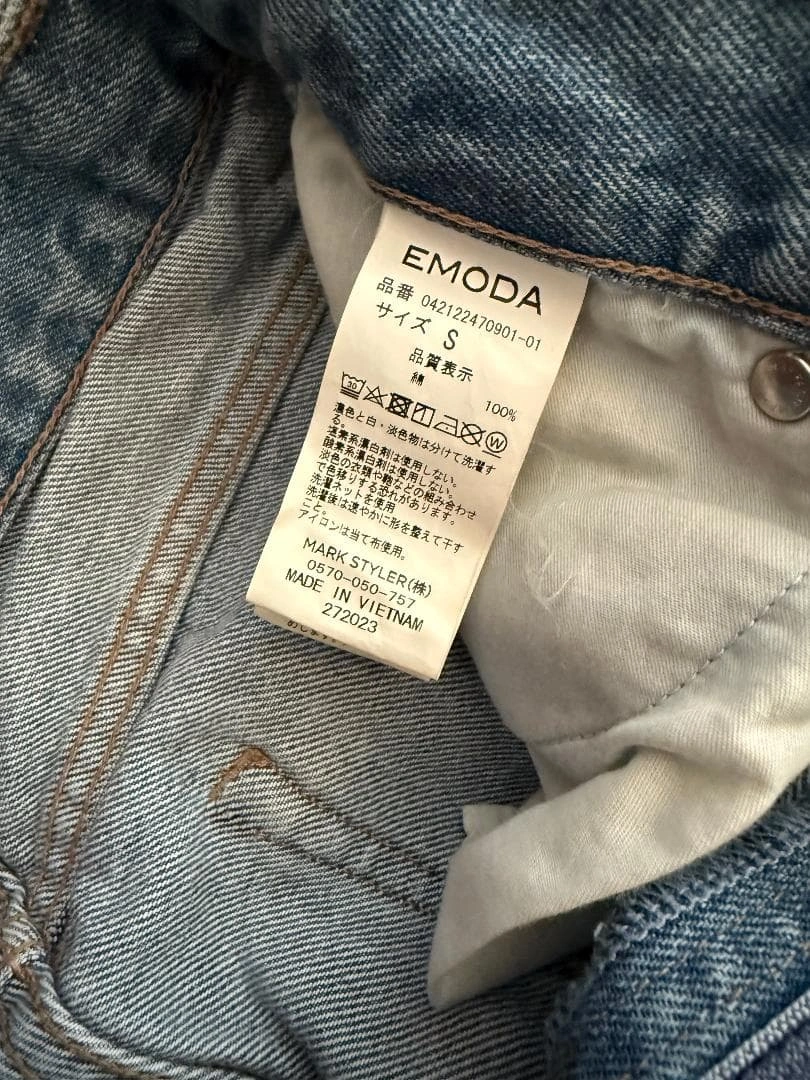 EMODA
品番 042122470901-01
サイズ S
品質表示
綿 100%
30
W
濃色と白・淡色物は分けて洗濯す
る。
塩素系漂白剤は使用しない。
酸素系漂白剤は使用しない。
淡色の衣類や鞄などの組み合わせ
で色移りする恐れがあります。
洗濯ネットを使用
こと。
洗濯後は速やかに形を整えて干す
アイロンは当て布使用。
MARK STYLER(株)
0570-050-757
MADE IN VIETNAM
272023